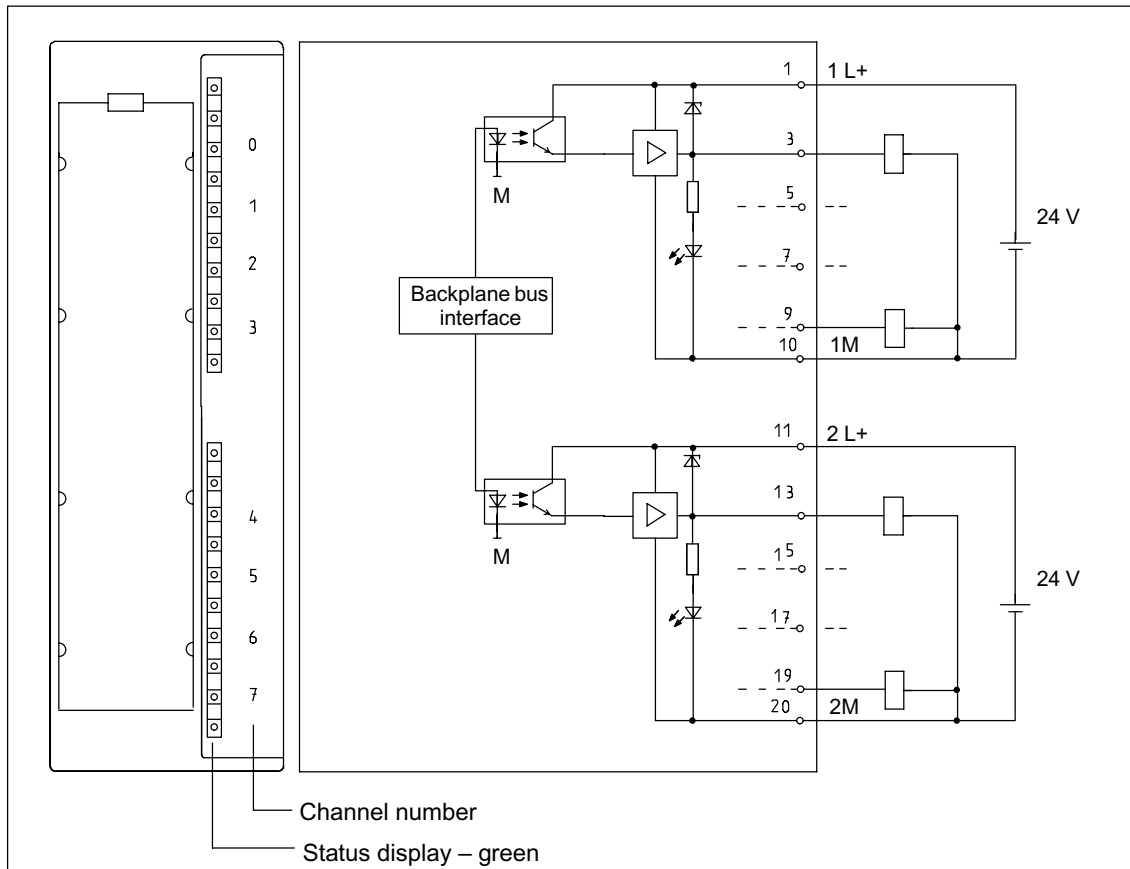 0
1
2
3
4
5
6
7
Channel number
Status display – green
M
Backplane bus
interface
M
1 1 L+
3
5
7
9
10 1M
24 V
11 2 L+
13
15
17
19
20 2M
24 V